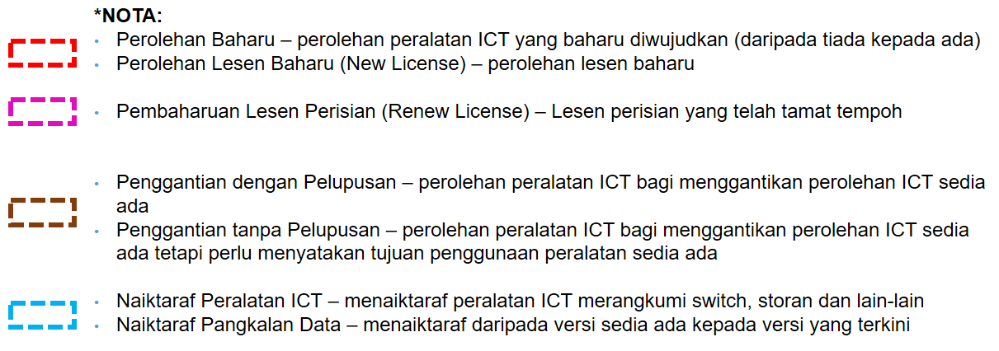 *NOTA:
• Perolehan Baharu – perolehan peralatan ICT yang baharu diwujudkan (daripada tiada kepada ada)
• Perolehan Lesen Baharu (New License) – perolehan lesen baharu
• Pembaharuan Lesen Perisian (Renew License) – Lesen perisian yang telah tamat tempoh
• Penggantian dengan Pelupusan – perolehan peralatan ICT bagi menggantikan perolehan ICT sedia
ada
• Penggantian tanpa Pelupusan – perolehan peralatan ICT bagi menggantikan perolehan ICT sedia
ada tetapi perlu menyatakan tujuan penggunaan peralatan sedia ada
• Naiktaraf Peralatan ICT – menaiktaraf peralatan ICT merangkumi switch, storan dan lain-lain
• Naiktaraf Pangkalan Data – menaiktaraf daripada versi sedia ada kepada versi yang terkini